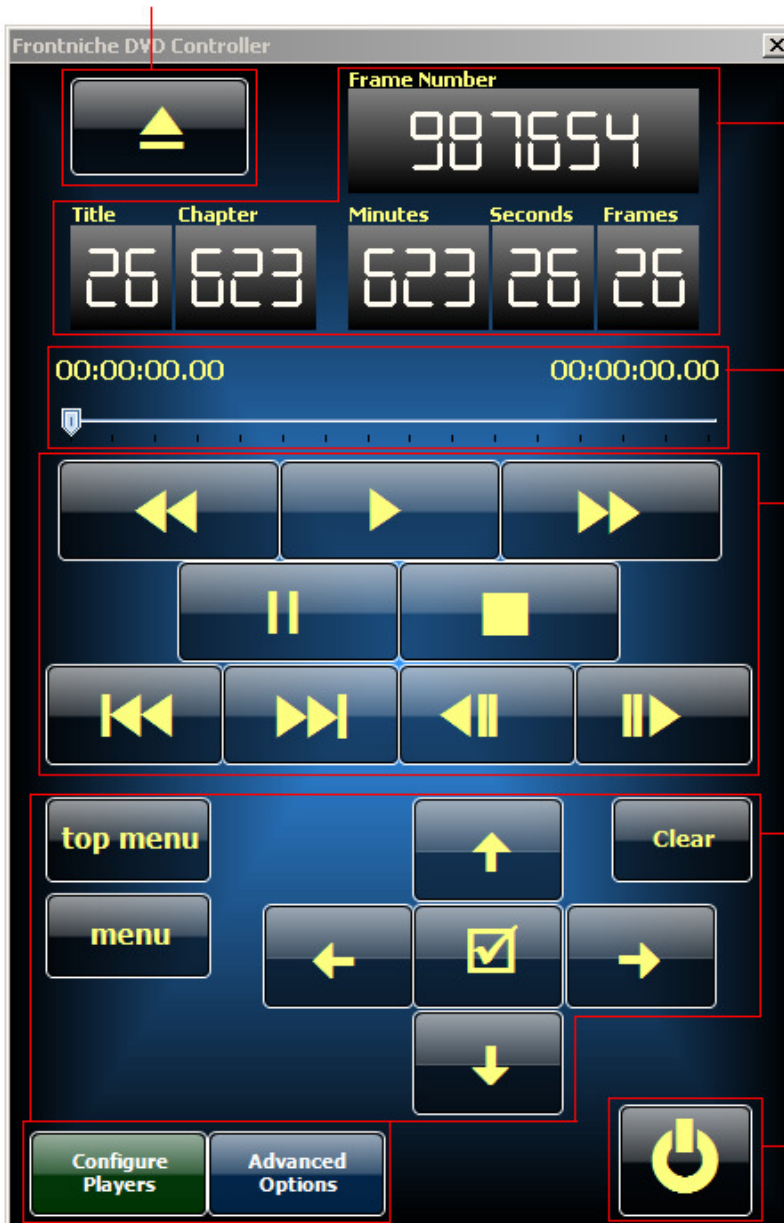 Frontniche DVD Controller
Frame Number
987654
Title Chapter Minutes Seconds Frames
26 623 623 26 26
00:00:00.00 00:00:00.00
top menu
Clear
menu
Configure
Players
Advanced
Options